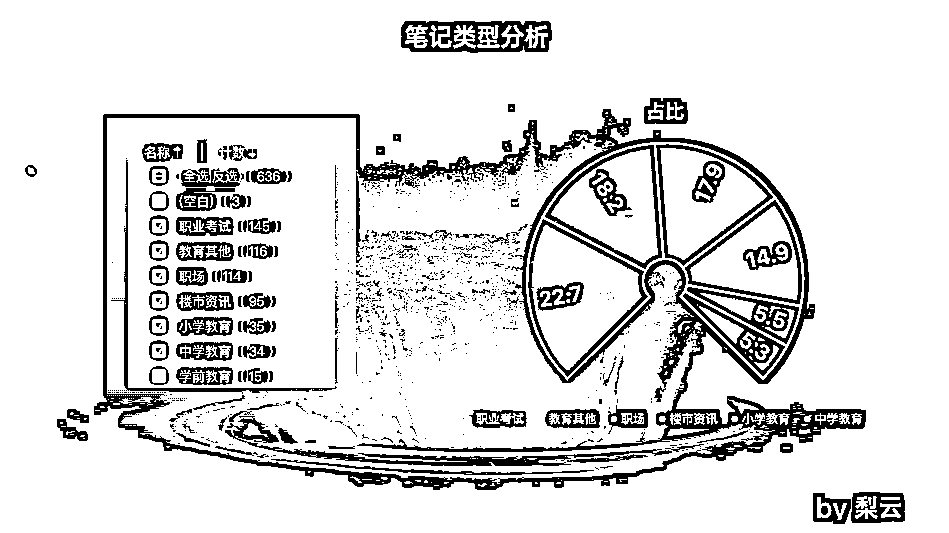 笔记类型分析
占比
名称 计数
全选反选 (636)
(空白) (3)
职业考试 (145)
教育其他 (116)
职场 (114)
楼市资讯 (95)
小学教育 (35)
中学教育 (34)
学前教育 (15)
18.2
17.9
22.7
14.9
5.5
5.3
职业考试 教育其他 职场 楼市资讯 小学教育 中学教育
by 梨云